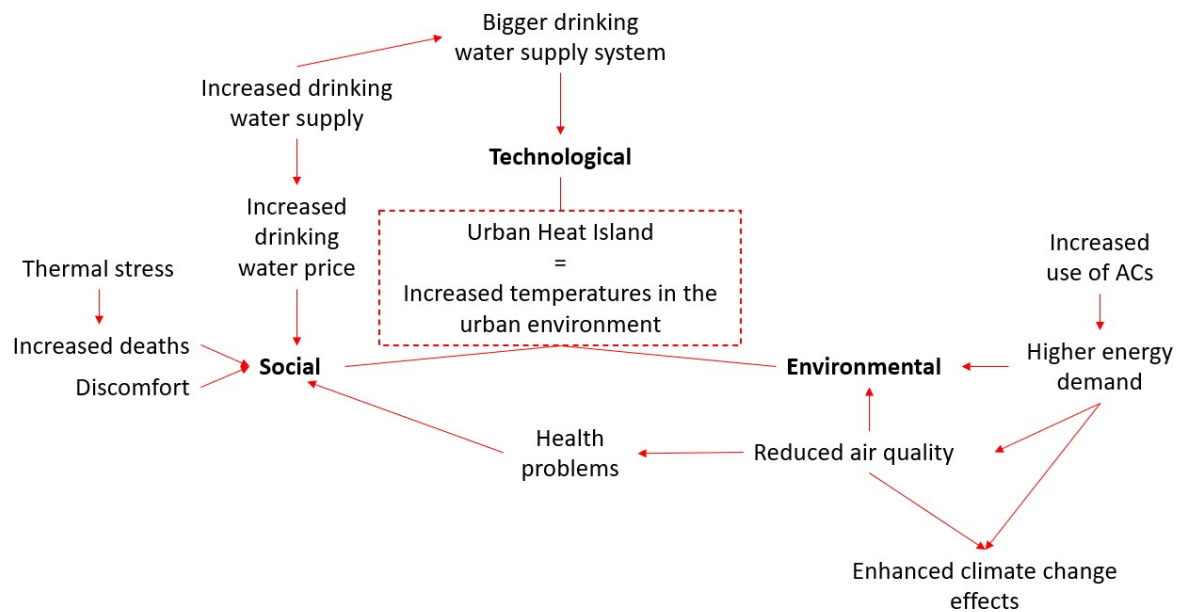 Bigger drinking
water supply system
Increased drinking
water supply
Technological
Increased
drinking
water price
Urban Heat Island
=
Increased temperatures in the
urban environment
Thermal stress
Increased deaths
Discomfort
Social
Increased
use of ACs
Environmental
Higher energy
demand
Health
problems
Reduced air quality
Enhanced climate change
effects